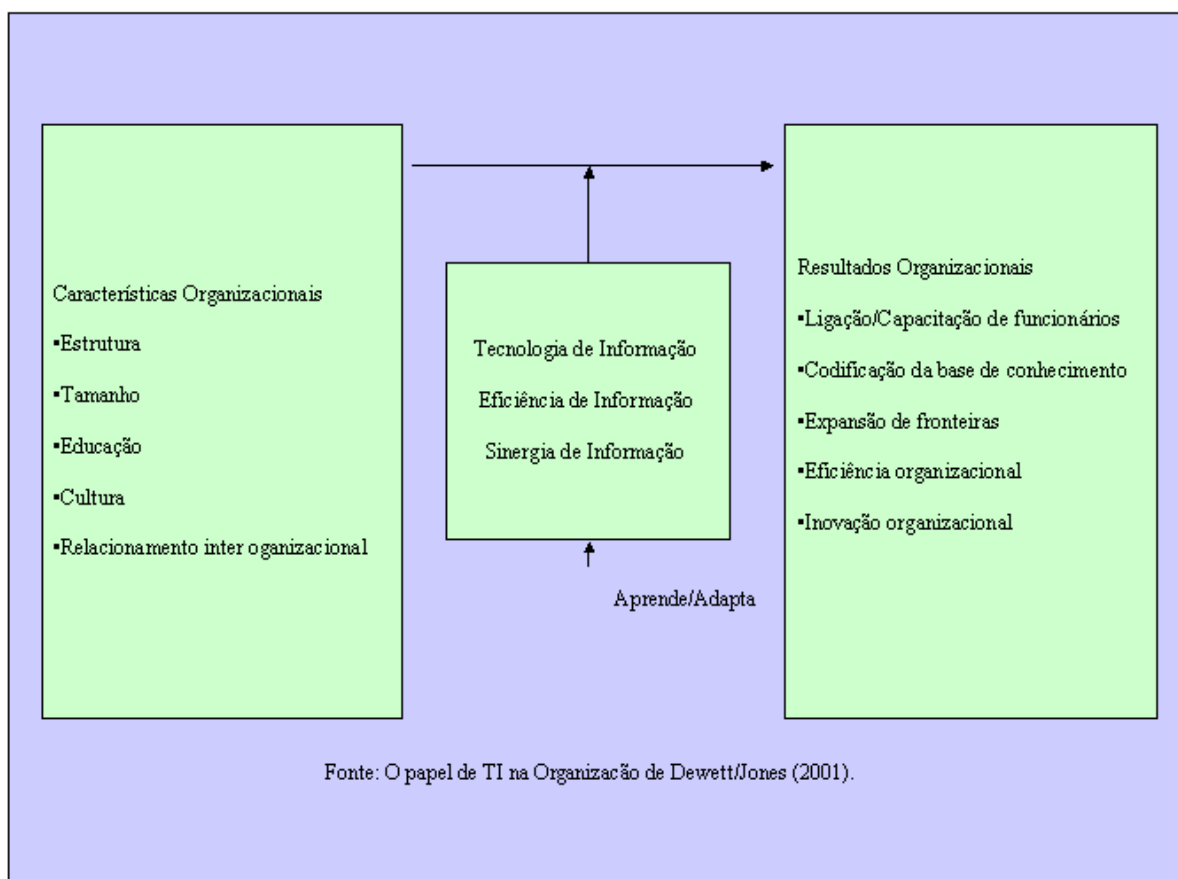 Características Organizacionais
▪Estrutura
▪Tamanho
▪Educação
▪Cultura
▪Relacionamento inter oganizacional
Tecnologia de Informação
Eficiência de Informação
Sinergia de Informação
Aprende/Adapta
Resultados Organizacionais
▪Ligação/Capacitação de funcionários
▪Codificação da base de conhecimento
▪Expansão de fronteiras
▪Eficiência organizacional
▪Inovação organizacional
Fonte: O papel de TI na Organizacão de Dewett/Jones (2001).